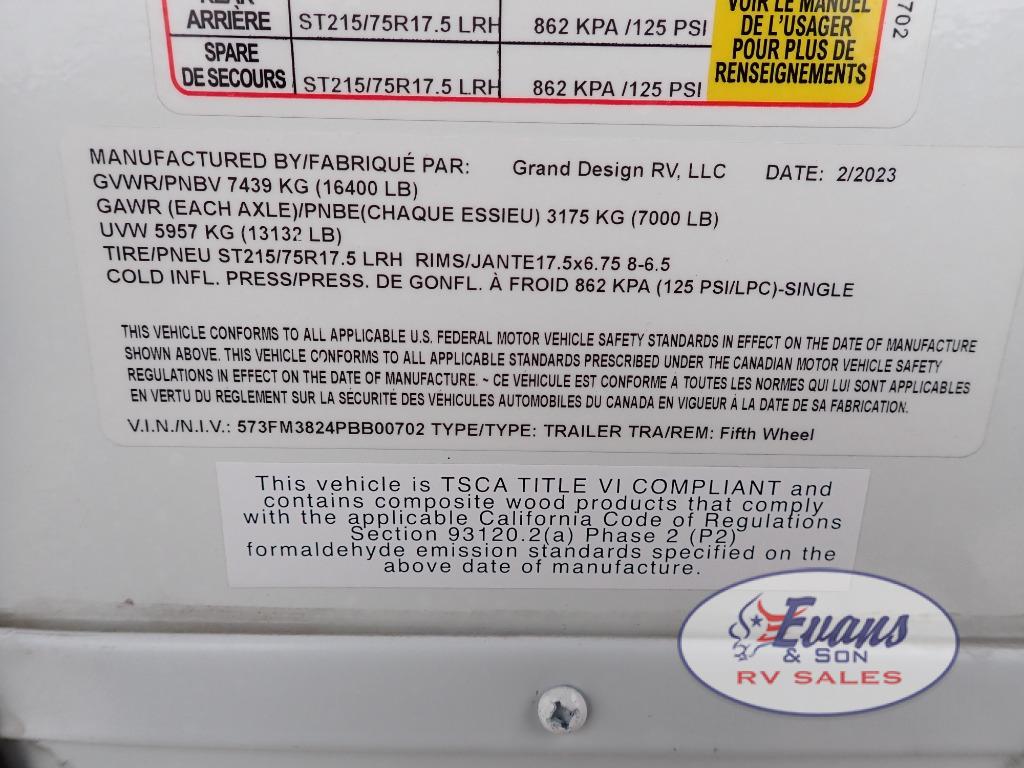 ARRIÈRE ST215/75R17.5 LRH 862 KPA /125 PSI
SPARE
DE SECOURS ST215/75R17.5 LRH 862 KPA /125 PSI
VOIR LE MANUEL
DE L'USAGER
POUR PLUS DE
RENSEIGNEMENTS
702
MANUFACTURED BY/FABRIQUÉ PAR: Grand Design RV, LLC DATE: 2/2023
GVWR/PNBV 7439 KG (16400 LB)
GAWR (EACH AXLE)/PNBE(CHAQUE ESSIEU) 3175 KG (7000 LB)
UVW 5957 KG (13132 LB)
TIRE/PNEU ST215/75R17.5 LRH RIMS/JANTE17.5x6.75 8-6.5
COLD INFL. PRESS/PRESS. DE GONFL. À FROID 862 KPA (125 PSI/LPC)-SINGLE
THIS VEHICLE CONFORMS TO ALL APPLICABLE U.S. FEDERAL MOTOR VEHICLE SAFETY STANDARDS IN EFFECT ON THE DATE OF MANUFACTURE
SHOWN ABOVE. THIS VEHICLE CONFORMS TO ALL APPLICABLE STANDARDS PRESCRIBED UNDER THE CANADIAN MOTOR VEHICLE SAFETY
REGULATIONS IN EFFECT ON THE DATE OF MANUFACTURE. ~ CE VÉHICULE EST CONFORME À TOUTES LES NORMES QUI LUI SONT APPLICABLES
EN VERTU DU RÈGLEMENT SUR LA SÉCURITÉ DES VÉHICULES AUTOMOBILES DU CANADA EN VIGUEUR À LA DATE DE SA FABRICATION.
V.I.N./N.I.V.: 573FM3824PBB00702 TYPE/TYPE: TRAILER TRA/REM: Fifth Wheel
This vehicle is TSCA TITLE VI COMPLIANT and
contains composite wood products that comply
with the applicable California Code of Regulations
Section 93120.2(a) Phase 2 (P2)
formaldehyde emission standards specified on the
above date of manufacture.
Evans
& SON
RV SALES